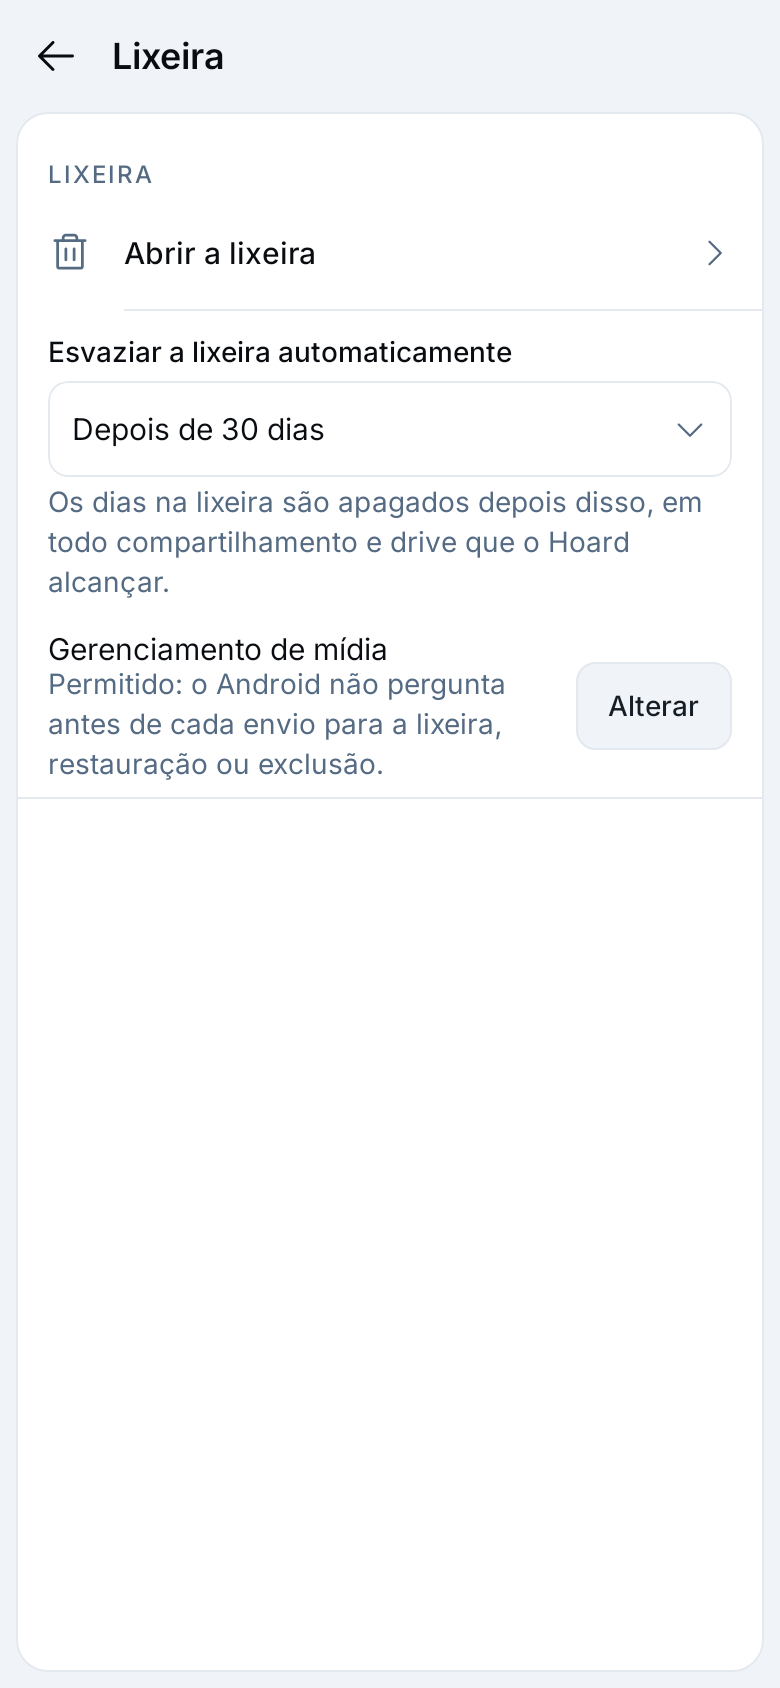 Lixeira
LIXEIRA
Abrir a lixeira
Esvaziar a lixeira automaticamente
Depois de 30 dias
Os dias na lixeira são apagados depois disso, em
todo compartilhamento e drive que o Hoard
alcançar.
Gerenciamento de mídia
Permitido: o Android não pergunta
antes de cada envio para a lixeira,
restauração ou exclusão.
Alterar